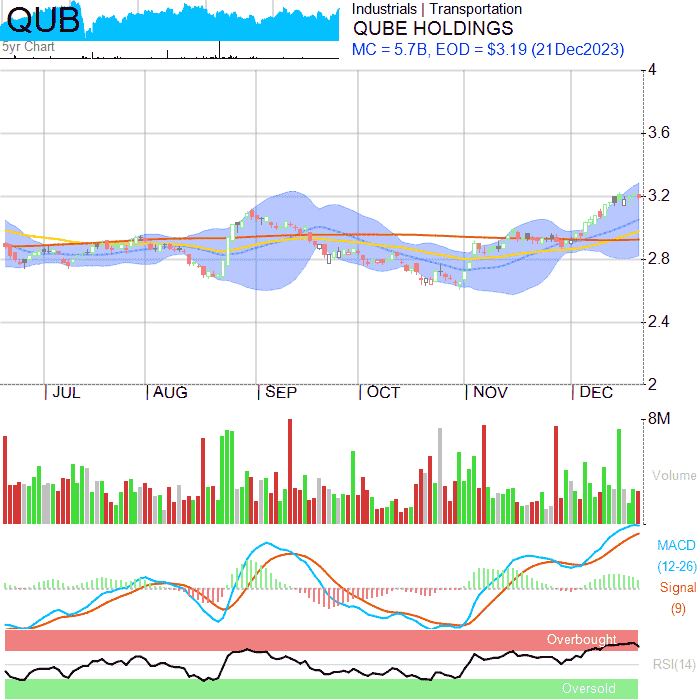 QUB
5yr Chart
Industrials | Transportation
QUBE HOLDINGS
MC = 5.7B, EOD = $3.19 (21Dec2023)
4
3.6
3.2
2.8
2.4
2
JUL AUG SEP OCT NOV DEC
8M
Volume
MACD
(12-26)
Signal
(9)
Overbought
RSI(14)
Oversold